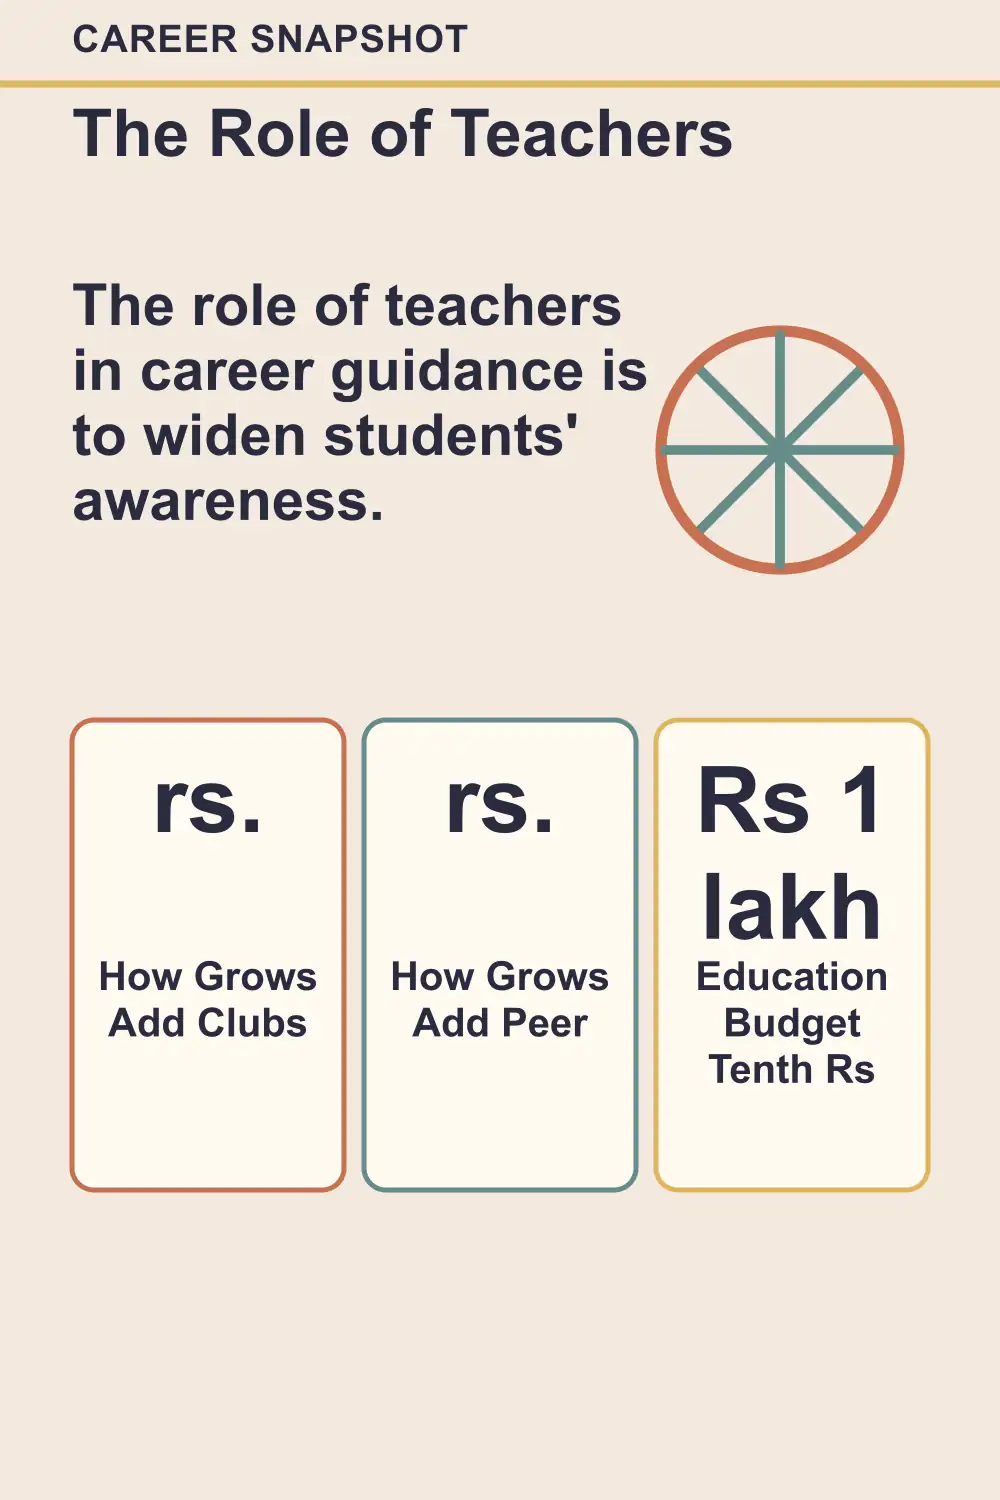 CAREER SNAPSHOT
The Role of Teachers
The role of teachers
in career guidance is
to widen students'
awareness.
rs.
How Grows
Add Clubs
rs.
How Grows
Add Peer
Rs 1
lakh
Education
Budget
Tenth Rs